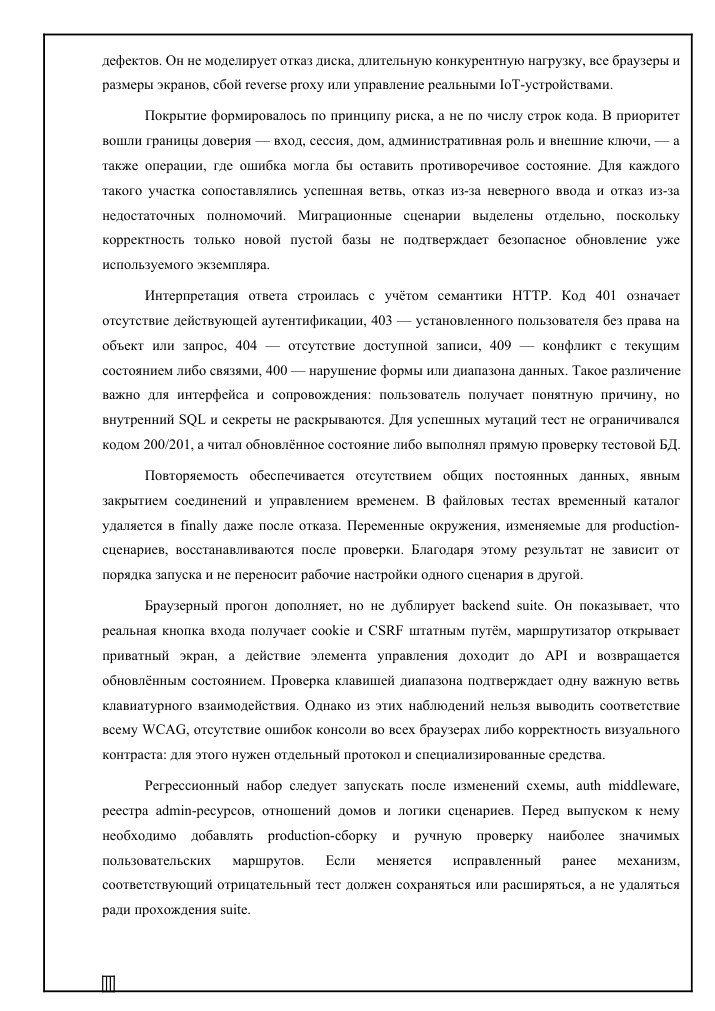 дефектов. Он не моделирует отказ диска, длительную конкурентную нагрузку, все браузеры и
размеры экранов, сбой reverse proxy или управление реальными IoT-устройствами.
Покрытие формировалось по принципу риска, а не по числу строк кода. В приоритет
вошли границы доверия — вход, сессия, дом, административная роль и внешние ключи, — а
также операции, где ошибка могла бы оставить противоречивое состояние. Для каждого
такого участка сопоставлялись успешная ветвь, отказ из-за неверного ввода и отказ из-за
недостаточных полномочий. Миграционные сценарии выделены отдельно, поскольку
корректность только новой пустой базы не подтверждает безопасное обновление уже
используемого экземпляра.
Интерпретация ответа строилась с учётом семантики HTTP. Код 401 означает
отсутствие действующей аутентификации, 403 — установленного пользователя без права на
объект или запрос, 404 — отсутствие доступной записи, 409 — конфликт с текущим
состоянием либо связями, 400 — нарушение формы или диапазона данных. Такое различение
важно для интерфейса и сопровождения: пользователь получает понятную причину, но
внутренний SQL и секреты не раскрываются. Для успешных мутаций тест не ограничивался
кодом 200/201, а читал обновлённое состояние либо выполнял прямую проверку тестовой БД.
Повторяемость обеспечивается отсутствием общих постоянных данных, явным
закрытием соединений и управлением временем. В файловых тестах временный каталог
удаляется в finally даже после отказа. Переменные окружения, изменяемые для production-
сценариев, восстанавливаются после проверки. Благодаря этому результат не зависит от
порядка запуска и не переносит рабочие настройки одного сценария в другой.
Браузерный прогон дополняет, но не дублирует backend suite. Он показывает, что
реальная кнопка входа получает cookie и CSRF штатным путём, маршрутизатор открывает
приватный экран, а действие элемента управления доходит до API и возвращается
обновлённым состоянием. Проверка клавишей диапазона подтверждает одну важную ветвь
клавиатурного взаимодействия. Однако из этих наблюдений нельзя выводить соответствие
всему WCAG, отсутствие ошибок консоли во всех браузерах либо корректность визуального
контраста: для этого нужен отдельный протокол и специализированные средства.
Регрессионный набор следует запускать после изменений схемы, auth middleware,
реестра admin-ресурсов, отношений домов и логики сценариев. Перед выпуском к нему
необходимо добавлять production-сборку и ручную проверку наиболее значимых
пользовательских маршрутов. Если меняется исправленный ранее механизм,
соответствующий отрицательный тест должен сохраняться или расширяться, а не удаляться
ради прохождения suite.